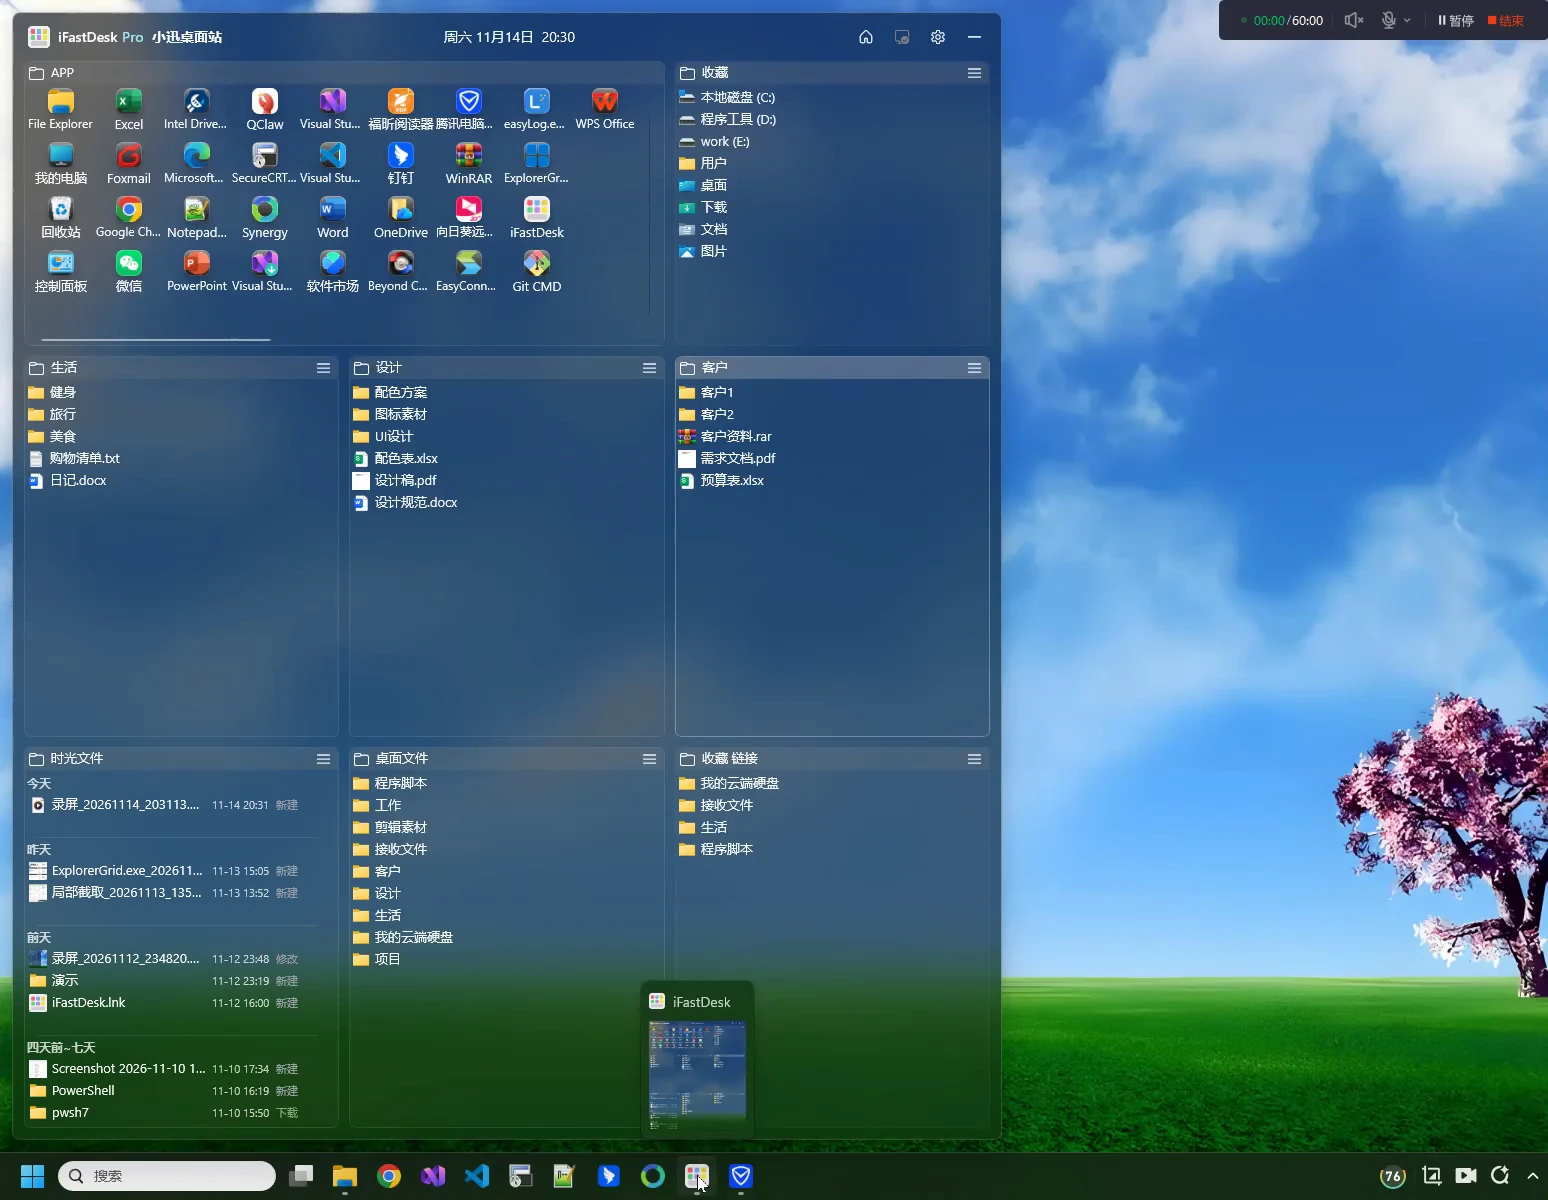 iFastDesk Pro 小迅桌面站
周六 11月14日 20:30
00:00/60:00 暂停 结束
APP
File Explorer Excel Intel Drive... QClaw Visual Stu... 福昕阅读器 腾讯电脑... easyLog.e... WPS Office
我的电脑 Foxmail Microsoft... SecureCRT... Visual Stu... 钉钉 WinRAR ExplorerGr...
回收站 Google Ch... Notepad... Synergy Word OneDrive 向日葵远... iFastDesk
控制面板 微信 PowerPoint Visual Stu... 软件市场 Beyond C... EasyConn... Git CMD
收藏
本地磁盘 (C:)
程序工具 (D:)
work (E:)
用户
桌面
下载
文档
图片
生活
健身
旅行
美食
购物清单.txt
日记.docx
设计
配色方案
图标素材
UI设计
配色表.xlsx
设计稿.pdf
设计规范.docx
客户
客户1
客户2
客户资料.rar
需求文档.pdf
预算表.xlsx
时光文件
今天
录屏_20261114_203113.... 11-14 20:31 新建
昨天
ExplorerGrid.exe_202611... 11-13 15:05 新建
局部截取_20261113_135... 11-13 13:52 新建
前天
录屏_20261112_234820.... 11-12 23:48 修改
演示 11-12 23:19 新建
iFastDesk.lnk 11-12 16:00 新建
四天前~七天
Screenshot 2026-11-10 1... 11-10 17:34 新建
PowerShell 11-10 16:19 新建
pwsh7 11-10 15:50 下载
桌面文件
程序脚本
工作
剪辑素材
接收文件
客户
设计
生活
我的云端硬盘
项目
收藏 链接
我的云端硬盘
接收文件
生活
程序脚本
iFastDesk
搜索
76